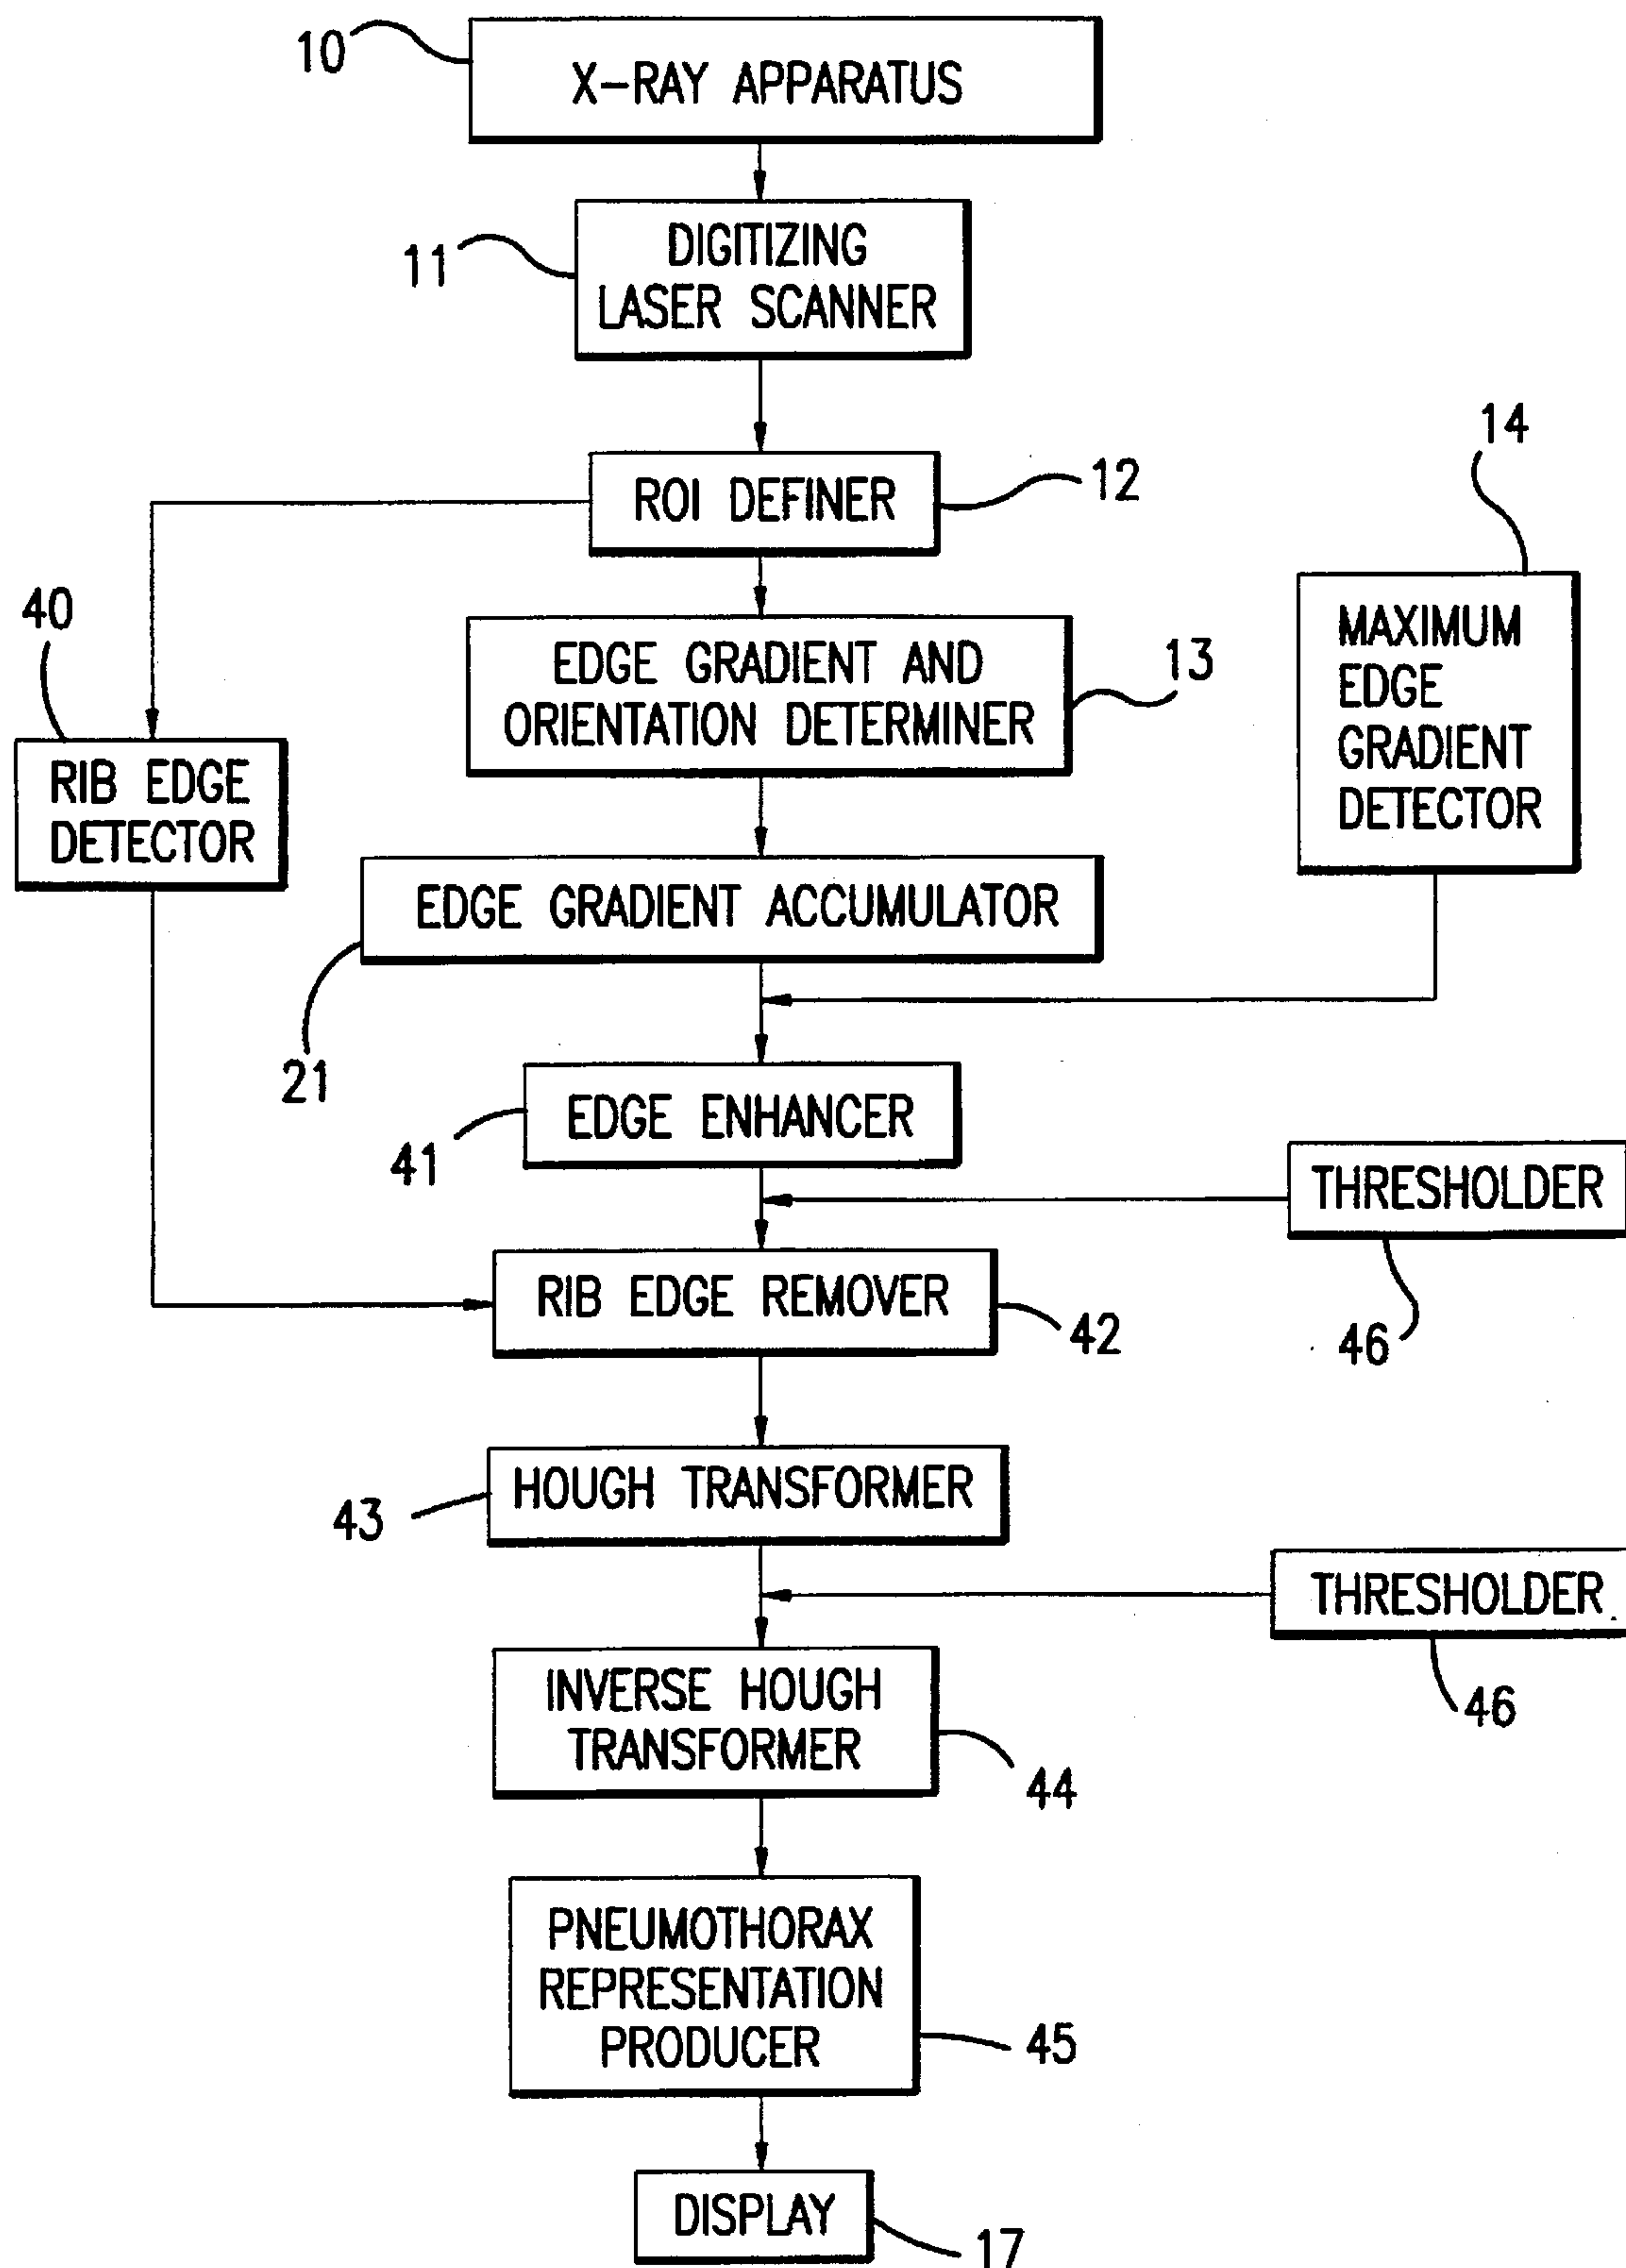 10
X-RAY APPARATUS
11
DIGITIZING
LASER SCANNER
14
ROI DEFINER
12
40
MAXIMUM
EDGE
GRADIENT
DETECTOR
EDGE GRADIENT AND
ORIENTATION DETERMINER
13
RIB EDGE
DETECTOR
EDGE GRADIENT ACCUMULATOR
21
EDGE ENHANCER
41
THRESHOLDER
46
RIB EDGE REMOVER
42
HOUGH TRANSFORMER
43
THRESHOLDER
46
INVERSE HOUGH
TRANSFORMER
44
PNEUMOTHORAX
REPRESENTATION
PRODUCER
45
DISPLAY
17